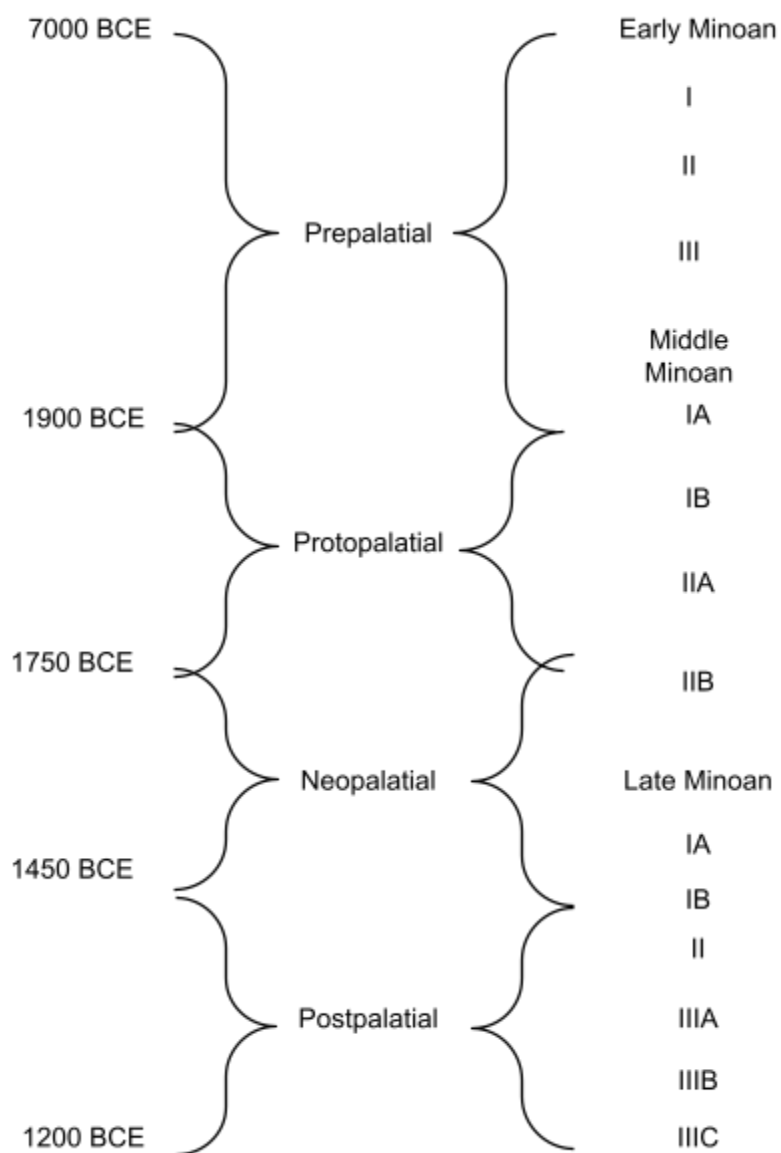 7000 BCE
Early Minoan
I
II
Prepalatial
III
Middle
Minoan
1900 BCE
IA
IB
Protopalatial
IIA
1750 BCE
IIB
Neopalatial
Late Minoan
IA
1450 BCE
IB
II
Postpalatial
IIIA
IIIB
1200 BCE
IIIC